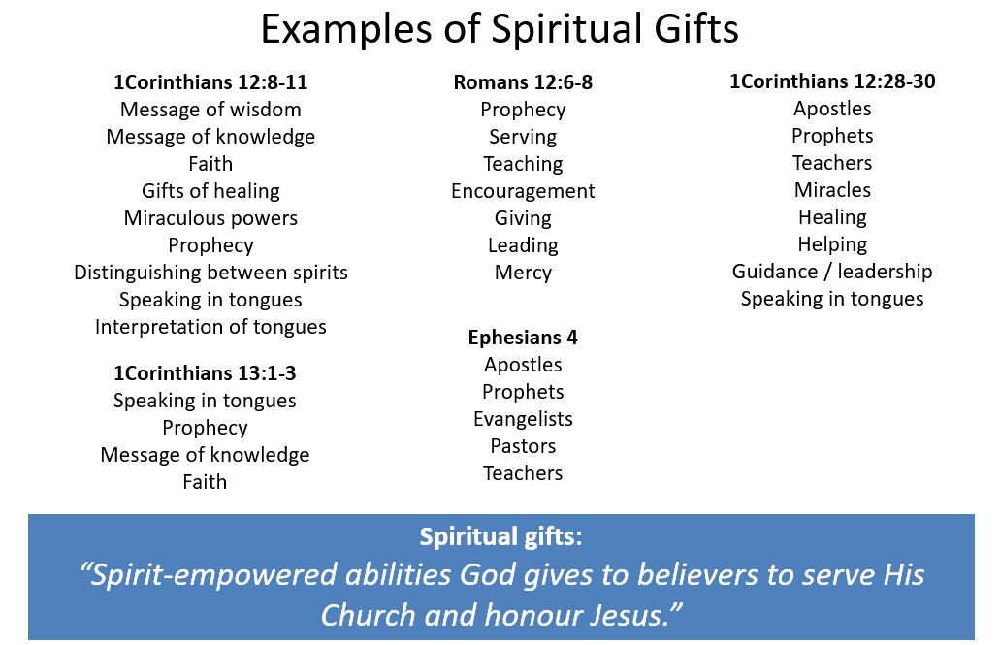 Examples of Spiritual Gifts
1Corinthians 12:8-11
Message of wisdom
Message of knowledge
Faith
Gifts of healing
Miraculous powers
Prophecy
Distinguishing between spirits
Speaking in tongues
Interpretation of tongues
1Corinthians 13:1-3
Speaking in tongues
Prophecy
Message of knowledge
Faith
Romans 12:6-8
Prophecy
Serving
Teaching
Encouragement
Giving
Leading
Mercy
Ephesians 4
Apostles
Prophets
Evangelists
Pastors
Teachers
1Corinthians 12:28-30
Apostles
Prophets
Teachers
Miracles
Healing
Helping
Guidance / leadership
Speaking in tongues
Spiritual gifts:
“Spirit-empowered abilities God gives to believers to serve His
Church and honour Jesus.”